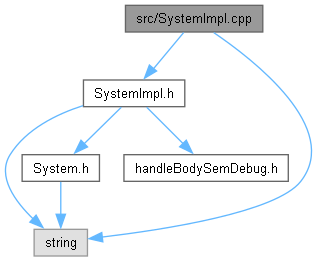 src/SystemImpl.cpp
SystemImpl.h
System.h
handleBodySemDebug.h
string